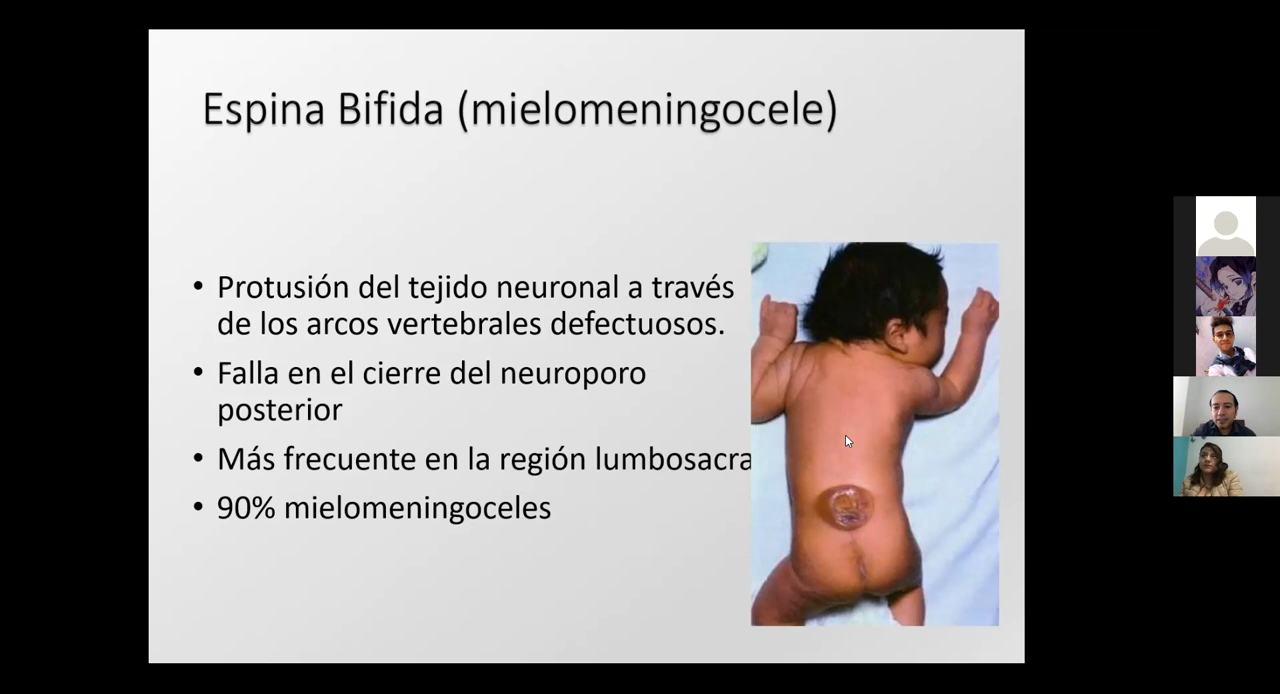 Espina Bifida (mielomeningocele)
• Protusión del tejido neuronal a través
de los arcos vertebrales defectuosos.
• Falla en el cierre del neuroporo
posterior
• Más frecuente en la región lumbosacra
• 90% mielomeningoceles